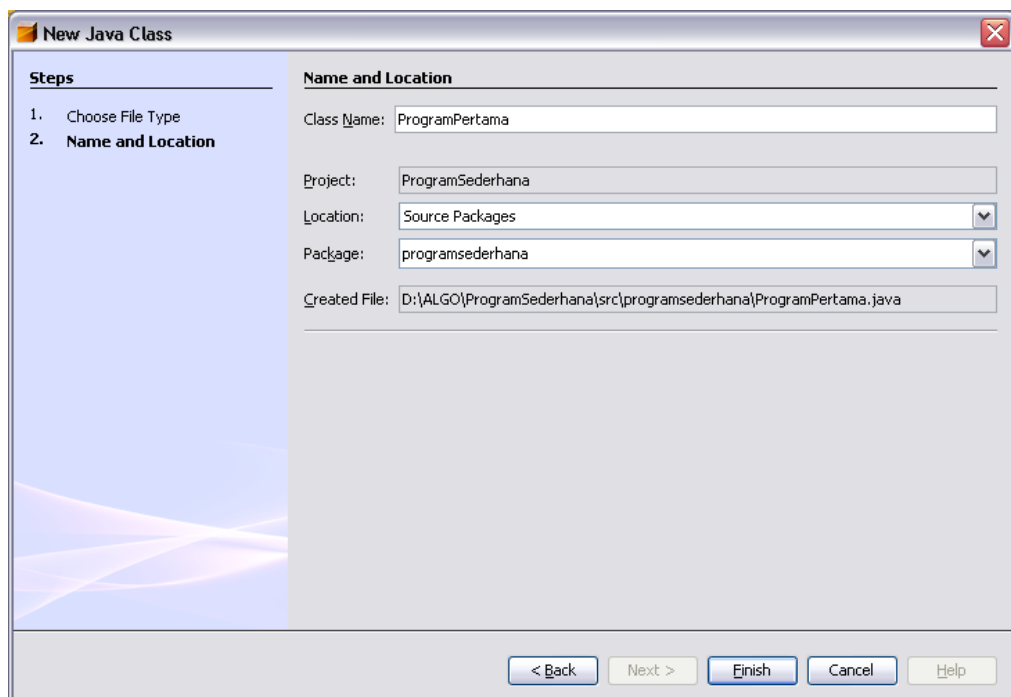 New Java Class
Steps
1. Choose File Type
2. Name and Location
Name and Location
Class Name: ProgramPertama
Project: ProgramSederhana
Location: Source Packages
Package: programsederhana
Created File: D:\ALGO\ProgramSederhana\src\programsederhana\ProgramPertama.java
< Back Next > Finish Cancel Help